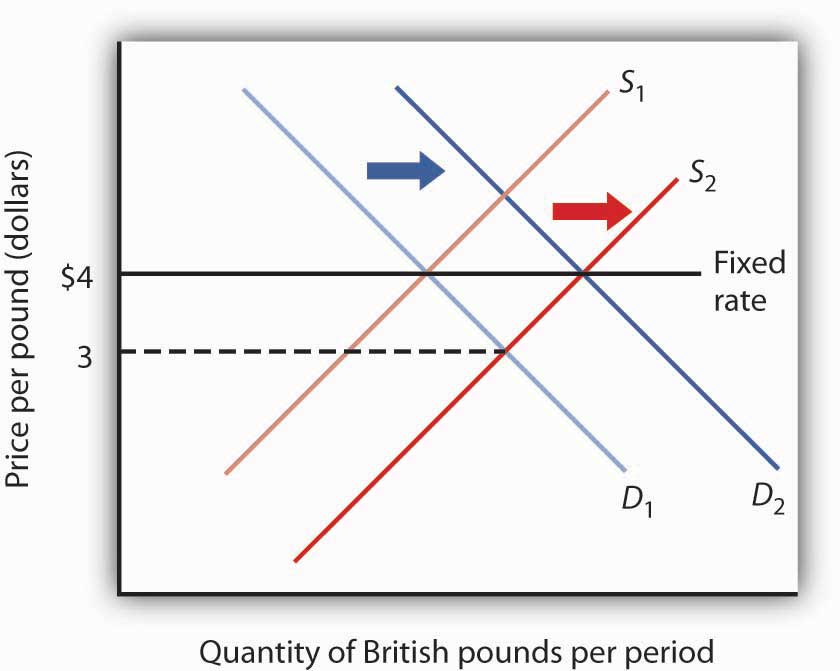 S1
S2
Fixed
rate
$4
3
D1
D2
Price per pound (dollars)
Quantity of British pounds per period